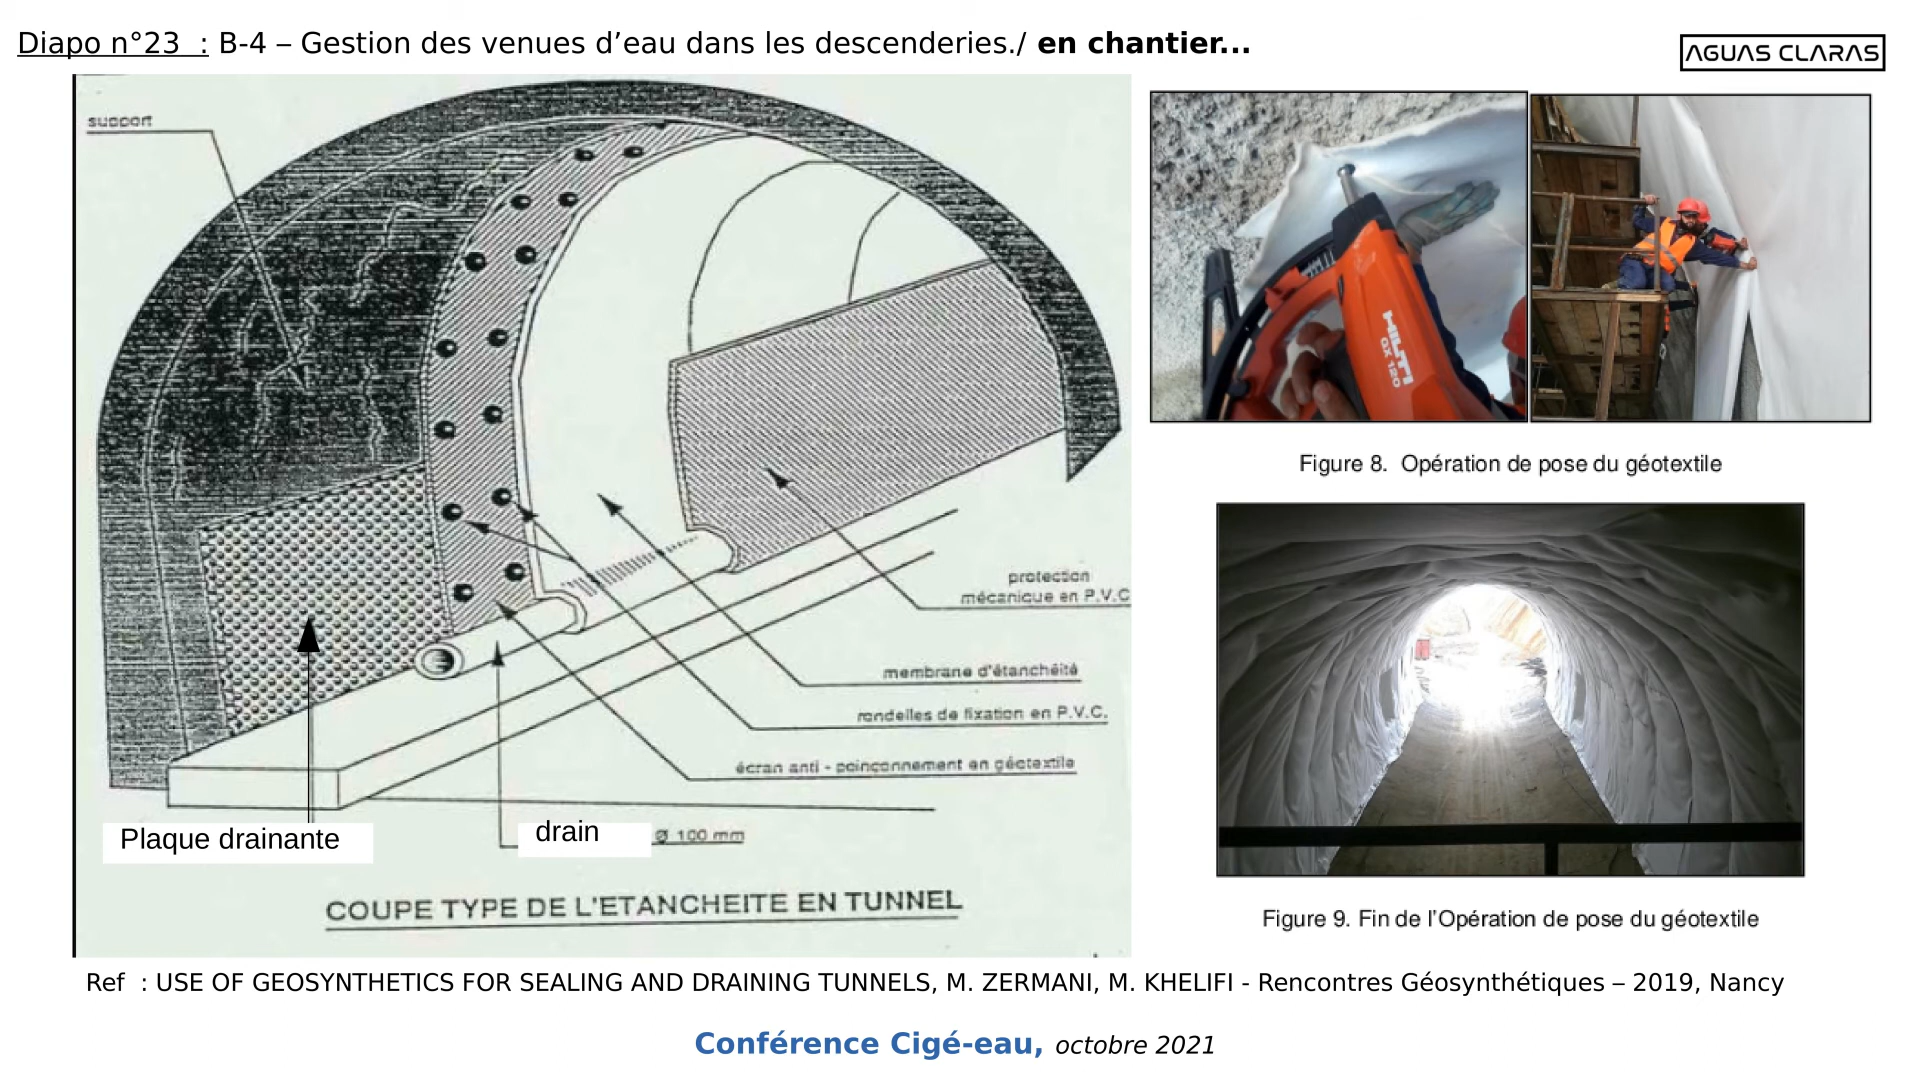 Diapo n°23  : B-4 – Gestion des venues d’eau dans les descenderies./ en chantier...
AGUAS CLARAS
support
HILTI
GX 120
Figure 8.  Opération de pose du géotextile
protection
mécanique en P.V.C
membrane d'étanchéité
rondelles de fixation en P.V.C.
écran anti - poinçonnement en géotextile
Plaque drainante
drain
Ø 100 mm
COUPE TYPE DE L'ETANCHEITE EN TUNNEL
Figure 9. Fin de l’Opération de pose du géotextile
Ref  : USE OF GEOSYNTHETICS FOR SEALING AND DRAINING TUNNELS, M. ZERMANI, M. KHELIFI - Rencontres Géosynthétiques – 2019, Nancy
Conférence Cigé-eau, octobre 2021